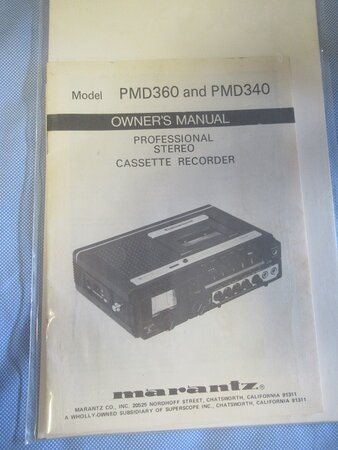 Model PMD360 and PMD340
OWNER'S MANUAL
PROFESSIONAL
STEREO
CASSETTE RECORDER
marantz®
MARANTZ CO., INC. 20525 NORDHOFF STREET, CHATSWORTH, CALIFORNIA 91311
A WHOLLY-OWNED SUBSIDIARY OF SUPERSCOPE INC., CHATSWORTH, CALIFORNIA 91311